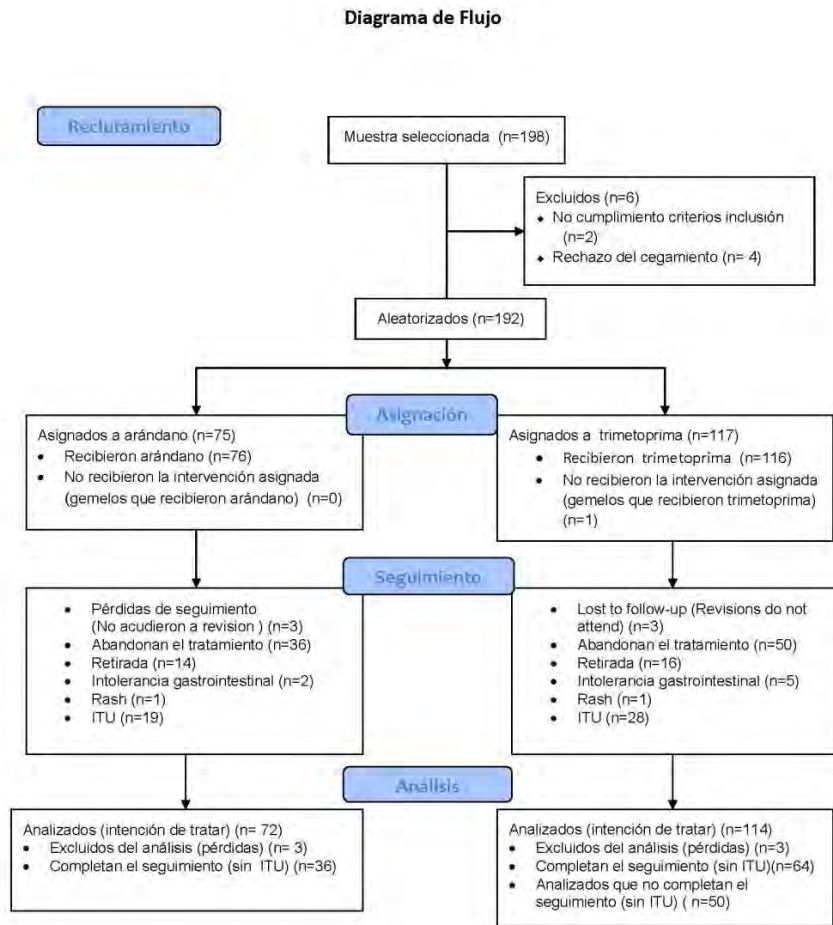 Diagrama de Flujo
Reclutamiento
Muestra seleccionada (n=198)
Excluidos (n=6)
♦ No cumplimiento criterios inclusión
(n=2)
♦ Rechazo del cegamiento (n= 4)
Aleatorizados (n=192)
Asignación
Asignados a arándano (n=75)
• Recibieron arándano (n=76)
• No recibieron la intervención asignada
(gemelos que recibieron arándano) (n=0)
Asignados a trimetoprima (n=117)
• Recibieron trimetoprima (n=116)
• No recibieron la intervención asignada
(gemelos que recibieron trimetoprima)
(n=1)
Seguimiento
• Pérdidas de seguimiento
(No acudieron a revision ) (n=3)
• Abandonan el tratamiento (n=36)
• Retirada (n=14)
• Intolerancia gastrointestinal (n=2)
• Rash (n=1)
• ITU (n=19)
• Lost to follow-up (Revisions do not
attend) (n=3)
• Abandonan el tratamiento (n=50)
• Retirada (n=16)
• Intolerancia gastrointestinal (n=5)
• Rash (n=1)
• ITU (n=28)
Análisis
Analizados (intención de tratar) (n= 72)
• Excluidos del análisis (pérdidas) (n= 3)
• Completan el seguimiento (sin ITU) (n=36)
Analizados (intención de tratar) (n=114)
• Excluidos del análisis (pérdidas) (n=3)
• Completan el seguimiento (sin ITU)(n=64)
• Analizados que no completan el
seguimiento (sin ITU) ( n=50)